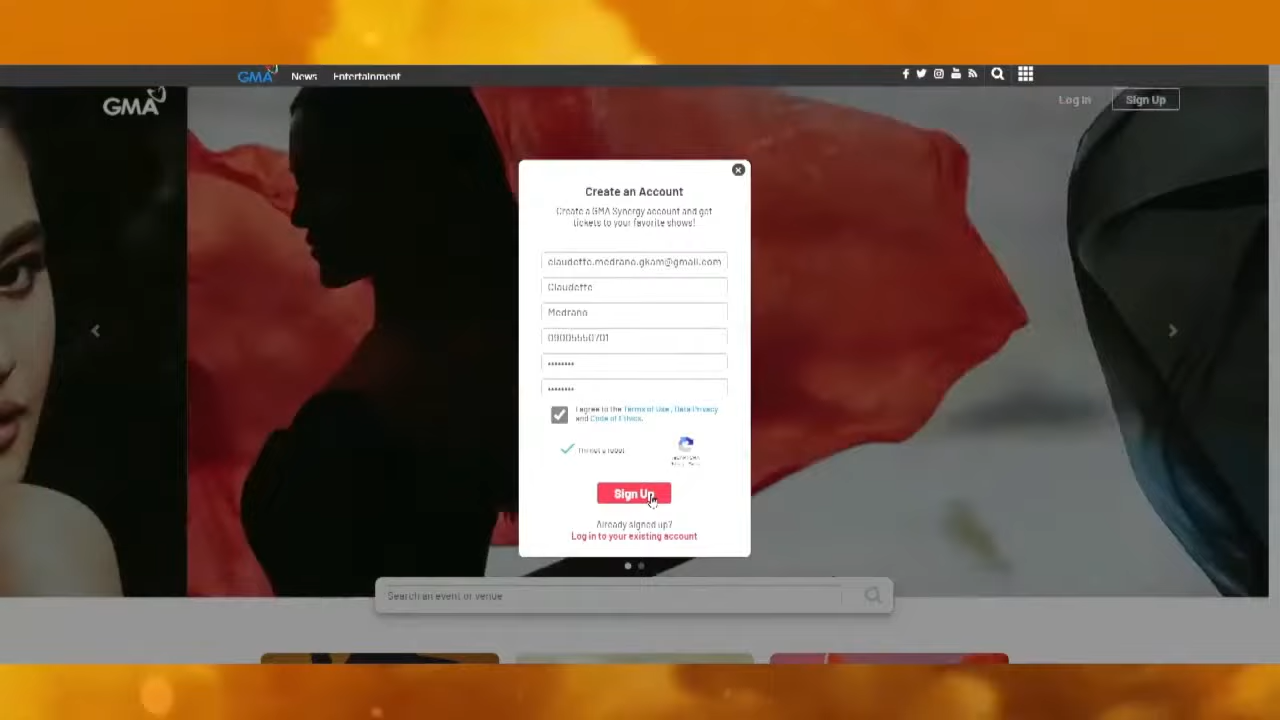 GMA News Entertainment
GMA
Log In Sign Up
Create an Account
Create a GMA Synergy account and get
tickets to your favorite shows!
claudette.medrano.gkam@gmail.com
Claudette
Medrano
09005550701
••••••••
••••••••
I agree to the Terms of Use, Data Privacy
and Code of Ethics.
I'm not a robot
Sign Up
Already signed up?
Log in to your existing account
Search an event or venue